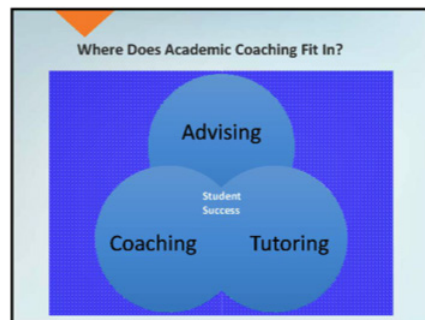 Where Does Academic Coaching Fit In?
Advising
Student
Success
Coaching Tutoring